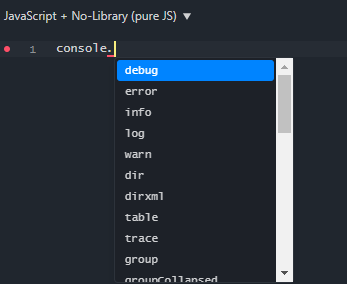 JavaScript + No-Library (pure JS) ▼
1 console.
debug
error
info
log
warn
dir
dirxml
table
trace
group
groupCollapsed